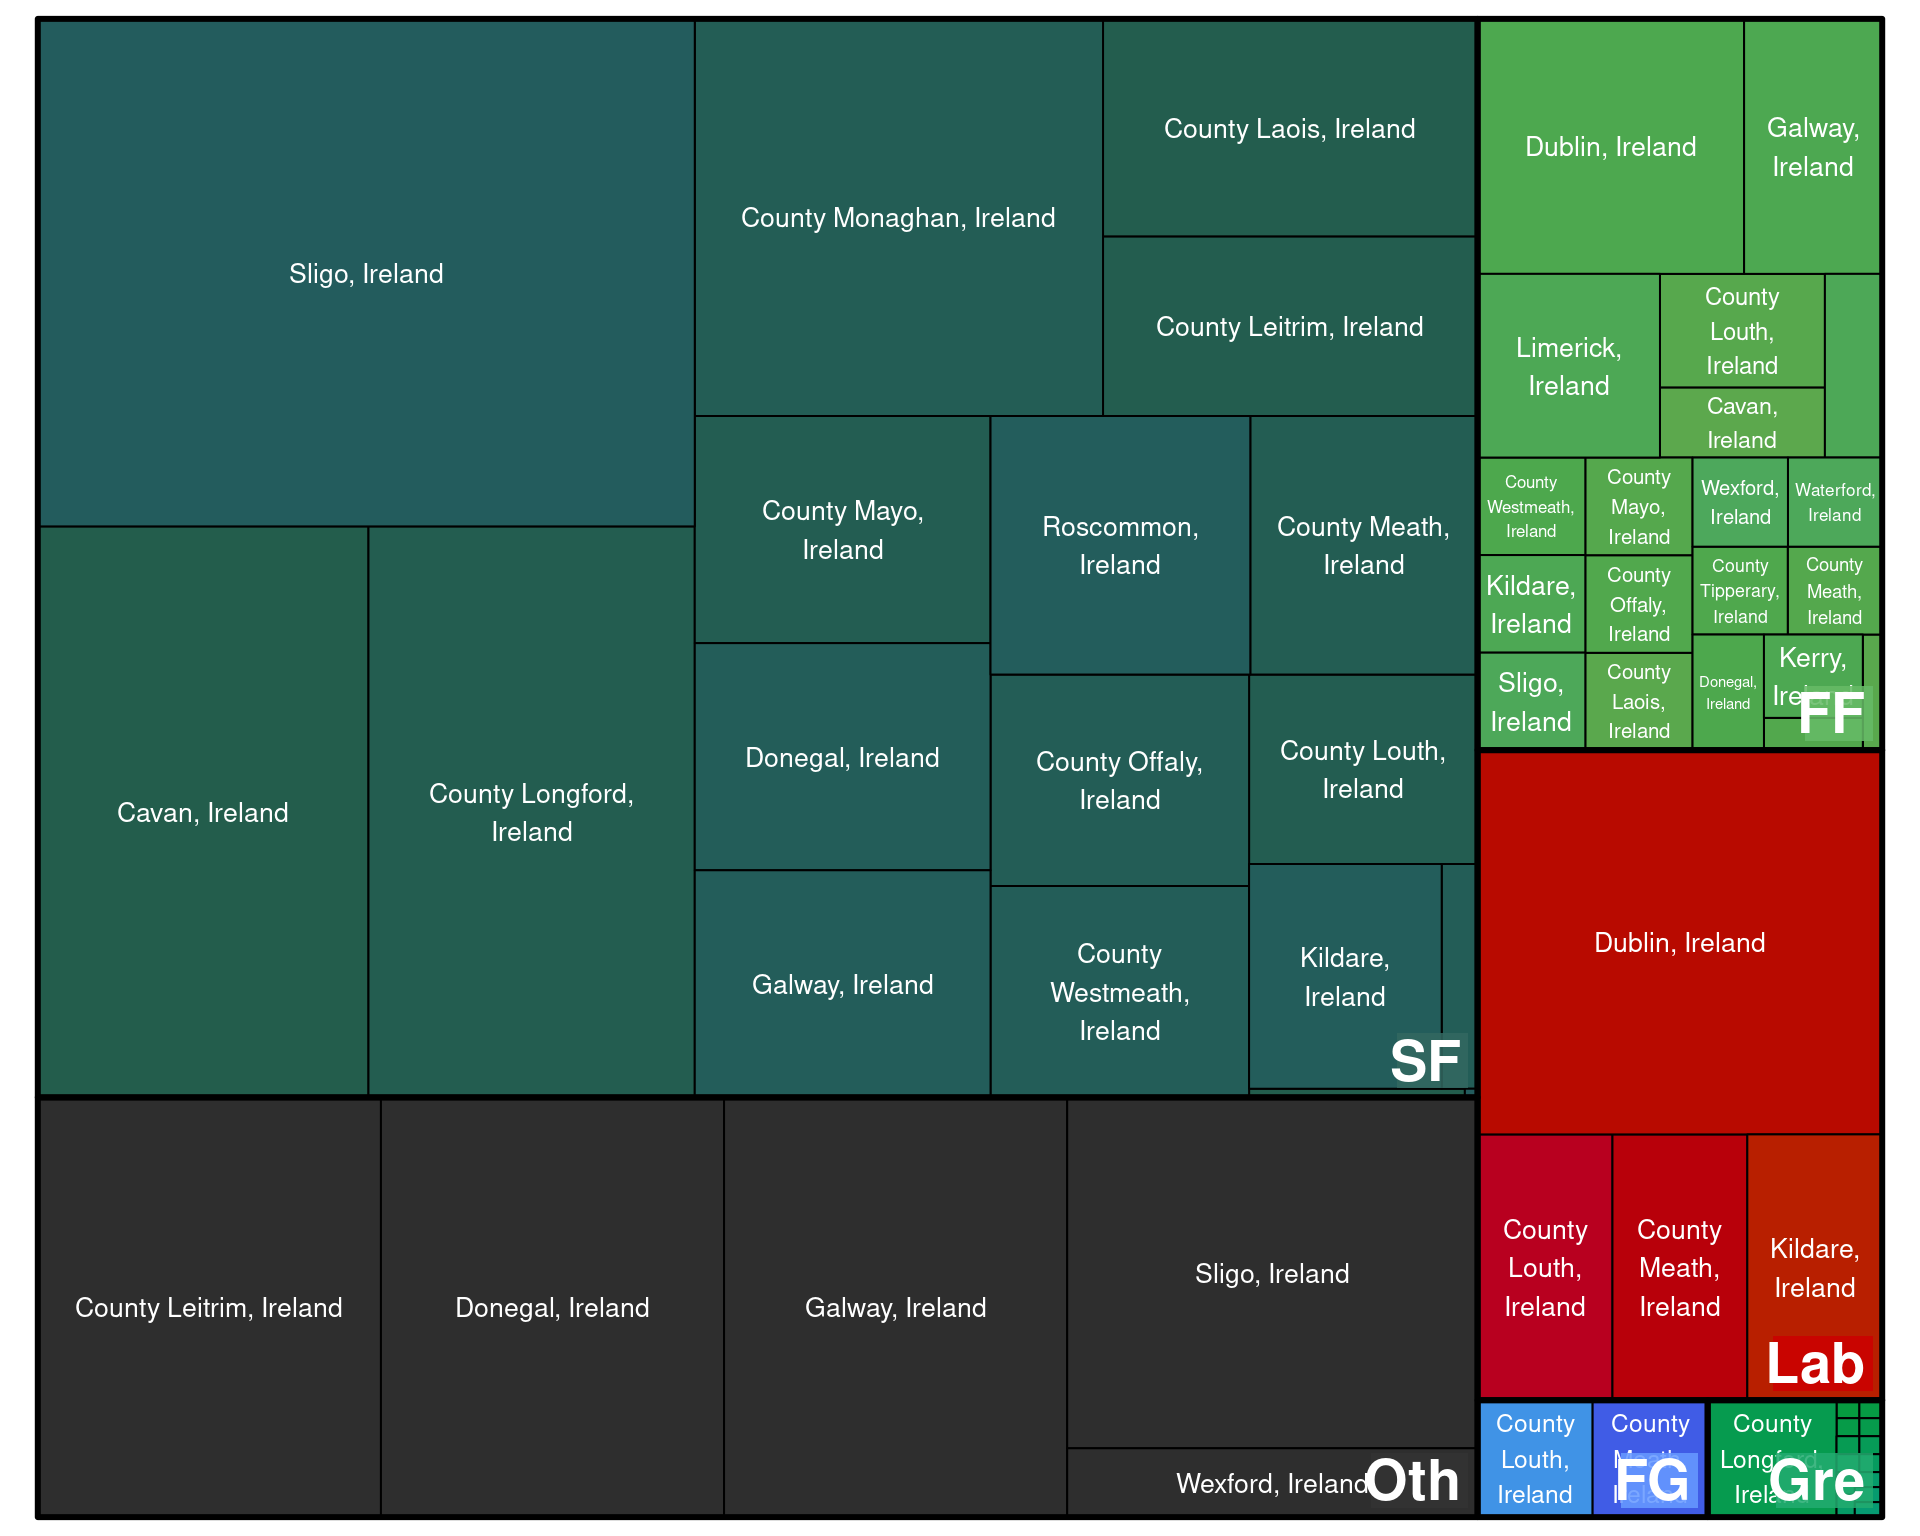 Sligo, Ireland
County Monaghan, Ireland
County Laois, Ireland
County Leitrim, Ireland
Cavan, Ireland
County Longford,
Ireland
County Mayo,
Ireland
Roscommon,
Ireland
County Meath,
Ireland
Donegal, Ireland
County Offaly,
Ireland
County Louth,
Ireland
Galway, Ireland
County
Westmeath,
Ireland
Kildare,
Ireland
SF
County Leitrim, Ireland
Donegal, Ireland
Galway, Ireland
Sligo, Ireland
Wexford, Ireland
Oth
Dublin, Ireland
Galway,
Ireland
Limerick,
Ireland
County
Louth,
Ireland
Cavan,
Ireland
County
Westmeath,
Ireland
County
Mayo,
Ireland
Wexford,
Ireland
Waterford,
Ireland
Kildare,
Ireland
County
Offaly,
Ireland
County
Tipperary,
Ireland
County
Meath,
Ireland
Sligo,
Ireland
County
Laois,
Ireland
Donegal,
Ireland
Kerry,
Ireland
FF
Dublin, Ireland
County
Louth,
Ireland
County
Meath,
Ireland
Kildare,
Ireland
Lab
County
Louth,
Ireland
County
Meath,
Ireland
FG
County
Longford,
Ireland
Gre